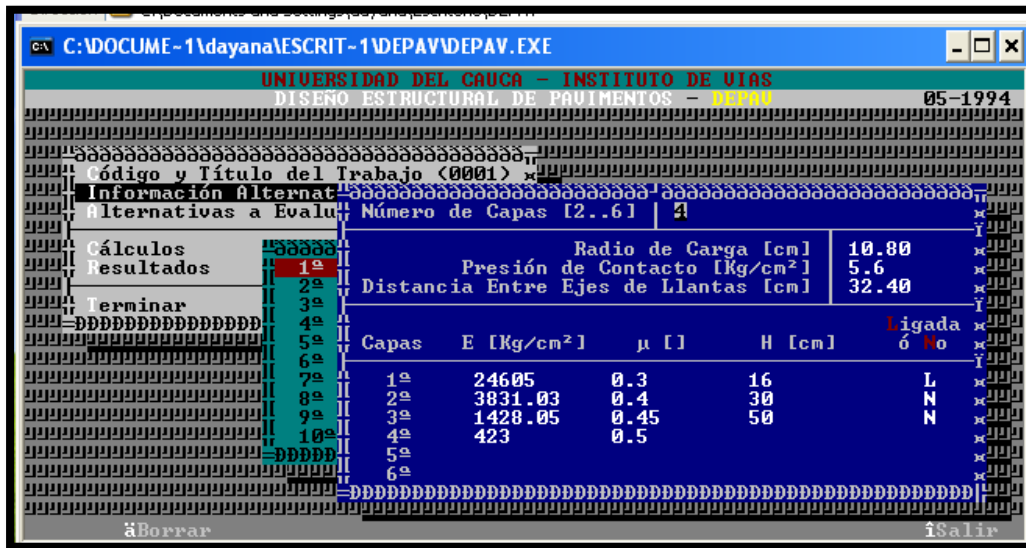 C:\DOCUME~1\dayana\ESCRIT~1\DEPAV\DEPAV.EXE
UNIVERSIDAD DEL CAUCA - INSTITUTO DE VIAS
DISEÑO ESTRUCTURAL DE PAVIMENTOS - DEPAV 05-1994
Código y Título del Trabajo (0001)
Información Alternat
Alternativas a Evalu
Cálculos
Resultados
Terminar
1ª
2ª
3ª
4ª
5ª
6ª
7ª
8ª
9ª
10ª
Número de Capas [2..6] 4
Radio de Carga [cm] 10.80
Presión de Contacto [Kg/cm²] 5.6
Distancia Entre Ejes de Llantas [cm] 32.40
Ligada
Capas E [Kg/cm²] µ [] H [cm] ó No
1ª 24605 0.3 16 L
2ª 3831.03 0.4 30 N
3ª 1428.05 0.45 50 N
4ª 423 0.5
5ª
6ª
äBorrar îSalir